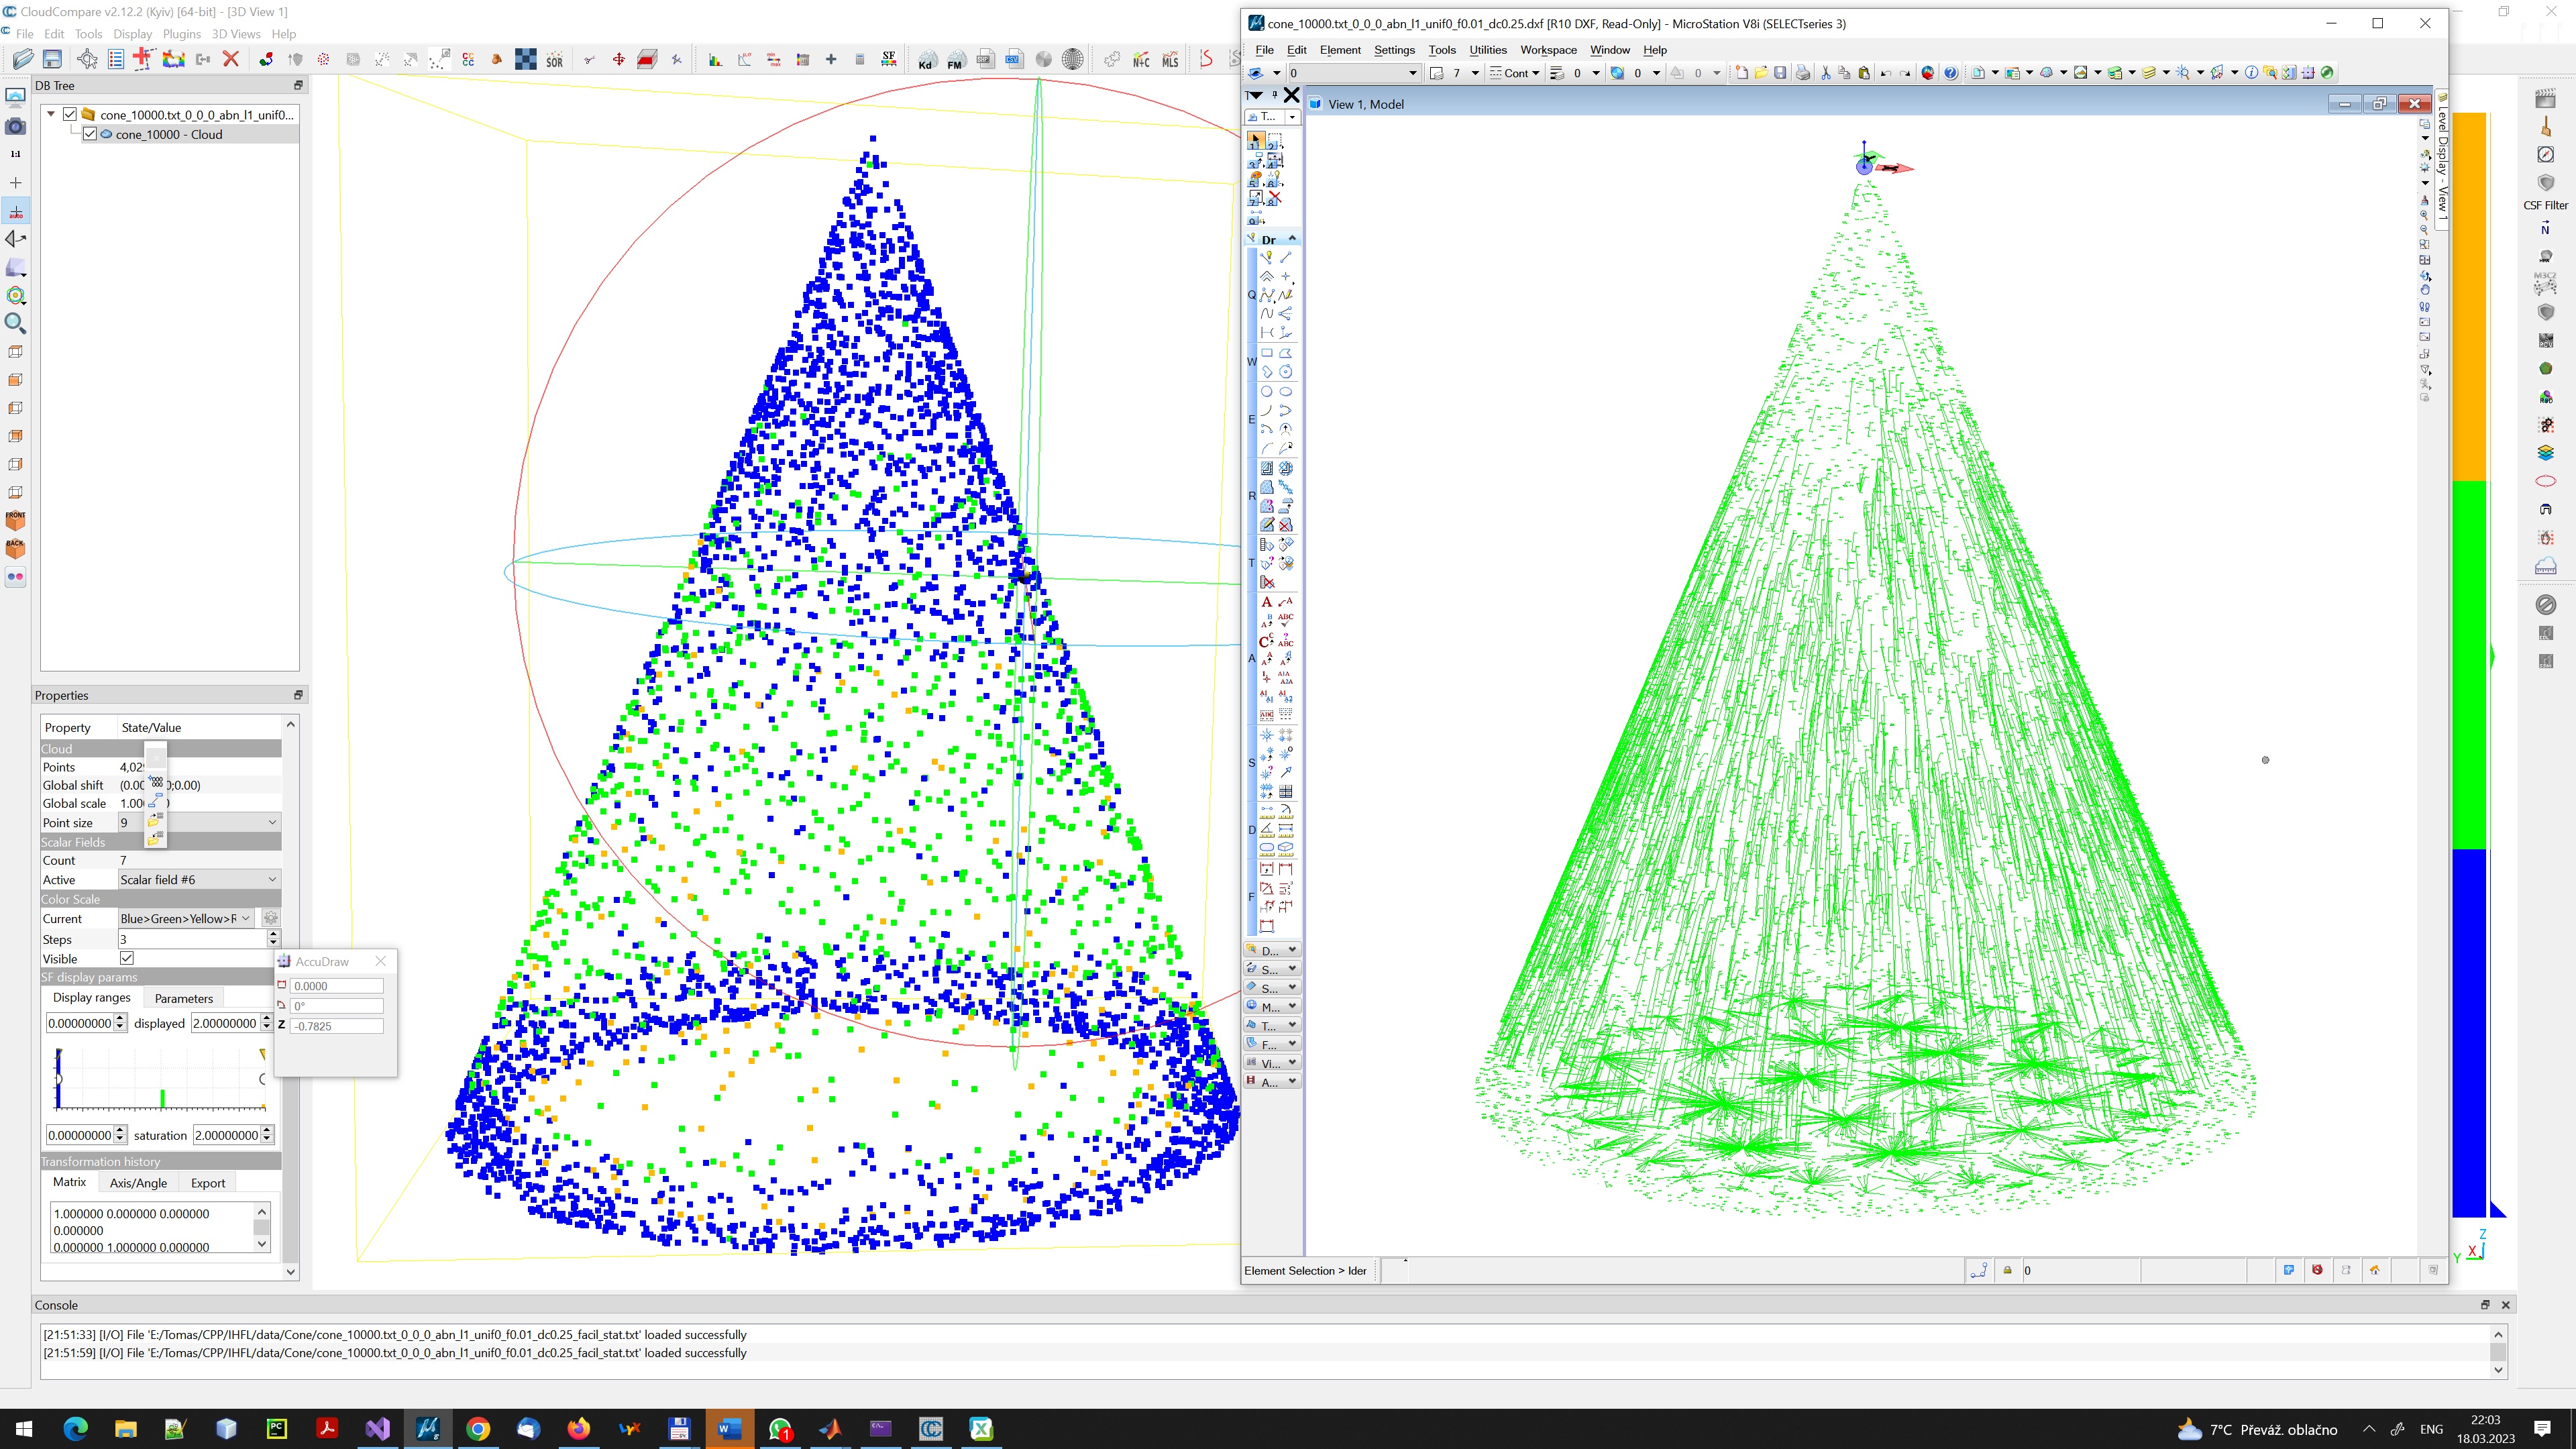 CloudCompare v2.12.2 (Kyiv) [64-bit] - [3D View 1]
File Edit Tools Display Plugins 3D Views Help
SOR
SF
Kd FM
N+C MLS
DB Tree
cone_10000.txt_0_0_0_abn_l1_unif0...
cone_10000 - Cloud
1:1
auto
FRONT
BACK
Properties
Property State/Value
Cloud
Points 4,02
Global shift (0.00 0;0.00)
Global scale 1.00 0
Point size 9
Scalar Fields
Count 7
Active Scalar field #6
Color Scale
Current Blue>Green>Yellow>R
Steps 3
Visible
SF display params
Display ranges Parameters
0.00000000 displayed 2.00000000
0.00000000 saturation 2.00000000
Transformation history
Matrix Axis/Angle Export
1.000000 0.000000 0.000000
0.000000
0.000000 1.000000 0.000000
AccuDraw
0.0000
0°
Z -0.7825
cone_10000.txt_0_0_0_abn_l1_unif0_f0.01_dc0.25.dxf [R10 DXF, Read-Only] - MicroStation V8i (SELECTseries 3)
File Edit Element Settings Tools Utilities Workspace Window Help
0 7 Cont 0 0 0
View 1, Model
T...
Dr
Q
W
E
R
T
A
S
D
F
D...
S...
S...
M...
T...
F...
Vi...
A...
Level Display - View 1
Element Selection > Ider
0
CSF Filter
N
M3C2
Z
Y X
Console
[21:51:33] [I/O] File 'E:/Tomas/CPP/IHFL/data/Cone/cone_10000.txt_0_0_0_abn_l1_unif0_f0.01_dc0.25_facil_stat.txt' loaded successfully
[21:51:59] [I/O] File 'E:/Tomas/CPP/IHFL/data/Cone/cone_10000.txt_0_0_0_abn_l1_unif0_f0.01_dc0.25_facil_stat.txt' loaded successfully
7°C Převáž. oblačno
ENG
22:03
18.03.2023